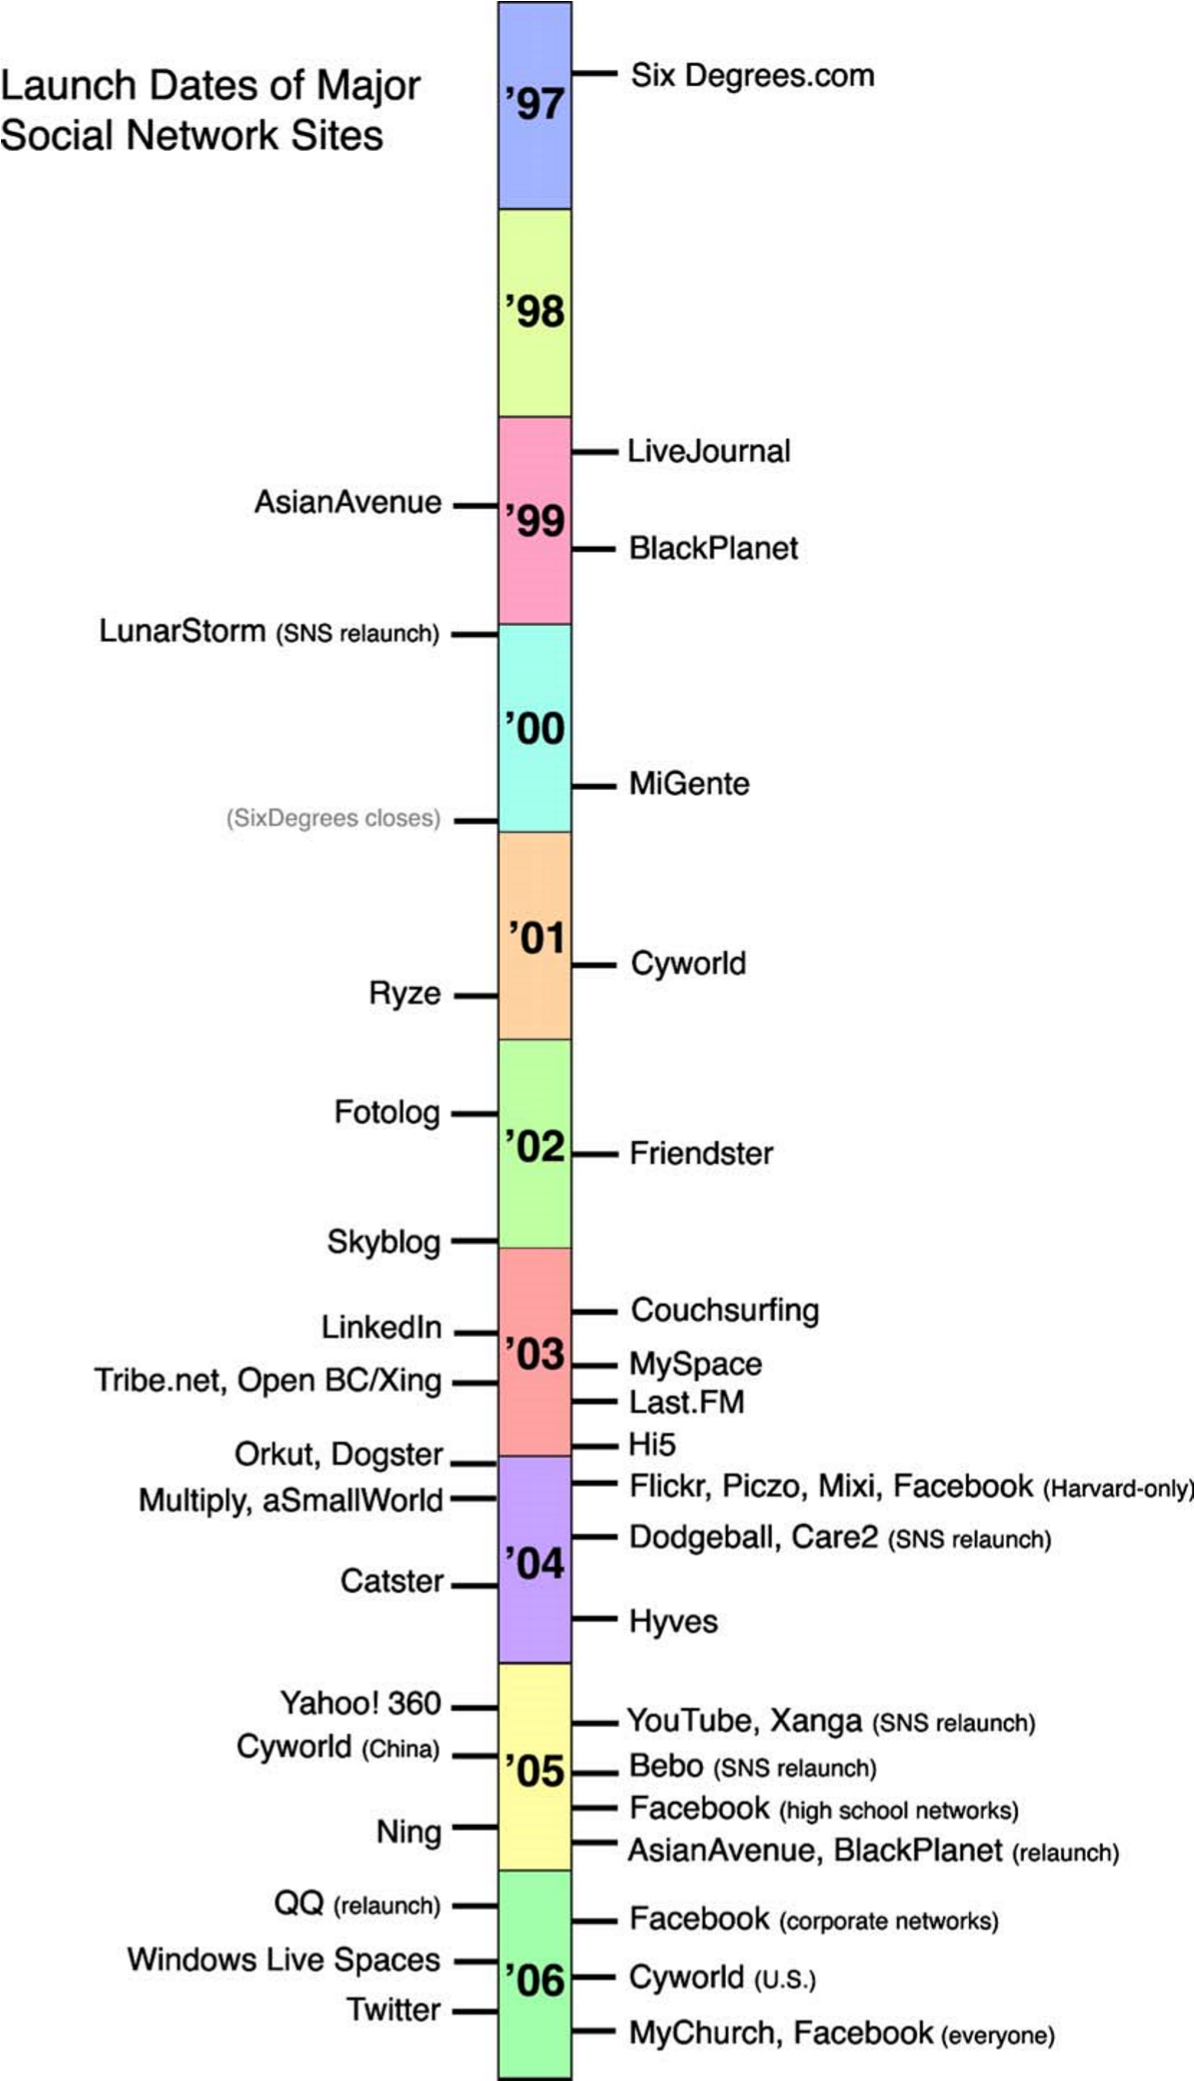 Launch Dates of Major
Social Network Sites
’97
Six Degrees.com
’98
LiveJournal
AsianAvenue
’99
BlackPlanet
LunarStorm (SNS relaunch)
’00
MiGente
(SixDegrees closes)
’01
Cyworld
Ryze
Fotolog
’02
Friendster
Skyblog
Couchsurfing
LinkedIn
’03
MySpace
Tribe.net, Open BC/Xing
Last.FM
Hi5
Orkut, Dogster
Flickr, Piczo, Mixi, Facebook (Harvard-only)
Multiply, aSmallWorld
Dodgeball, Care2 (SNS relaunch)
’04
Catster
Hyves
Yahoo! 360
YouTube, Xanga (SNS relaunch)
Cyworld (China)
’05
Bebo (SNS relaunch)
Facebook (high school networks)
Ning
AsianAvenue, BlackPlanet (relaunch)
QQ (relaunch)
Facebook (corporate networks)
Windows Live Spaces
’06
Cyworld (U.S.)
Twitter
MyChurch, Facebook (everyone)